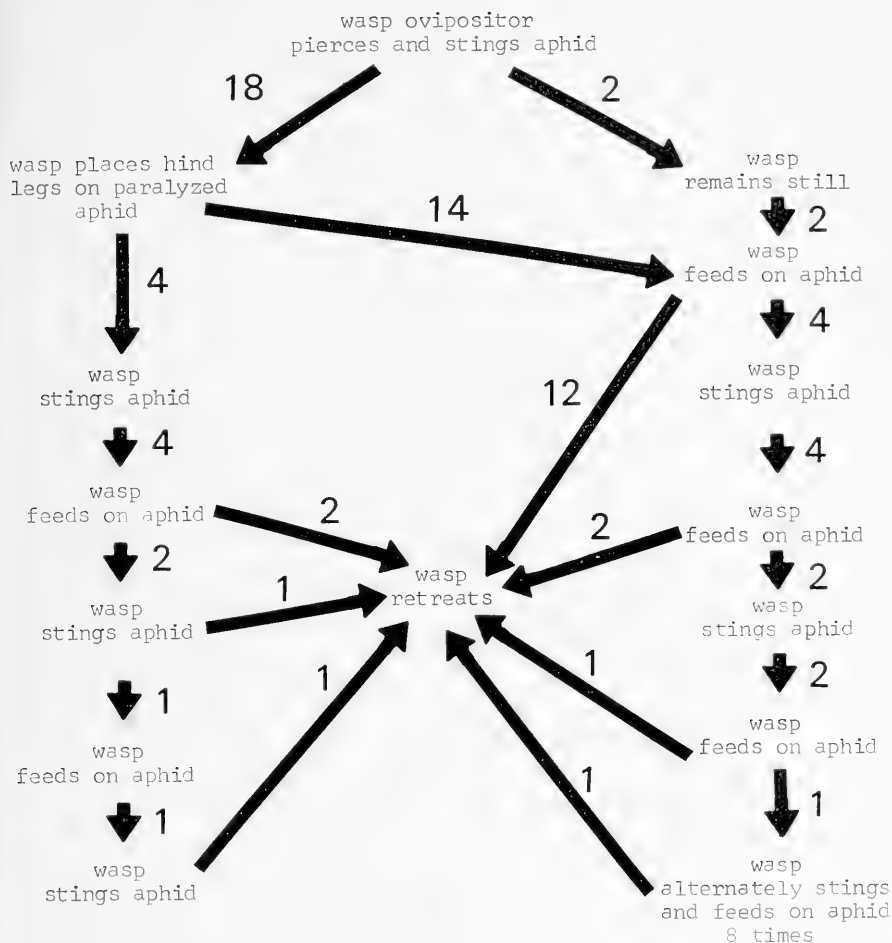 wasp ovipositor
pierces and stings aphid
18
2
wasp places hind
legs on paralyzed
aphid
wasp
remains still
14
2
wasp
feeds on aphid
4
4
wasp
stings aphid
wasp
stings aphid
12
4
4
wasp
feeds on aphid
2
2
wasp
feeds on aphid
2
wasp
retreats
2
wasp
stings aphid
1
wasp
stings aphid
1
1
1
2
wasp
feeds on aphid
wasp
feeds on aphid
1
1
1
wasp
stings aphid
wasp
alternately stings
and feeds on aphid
8 times